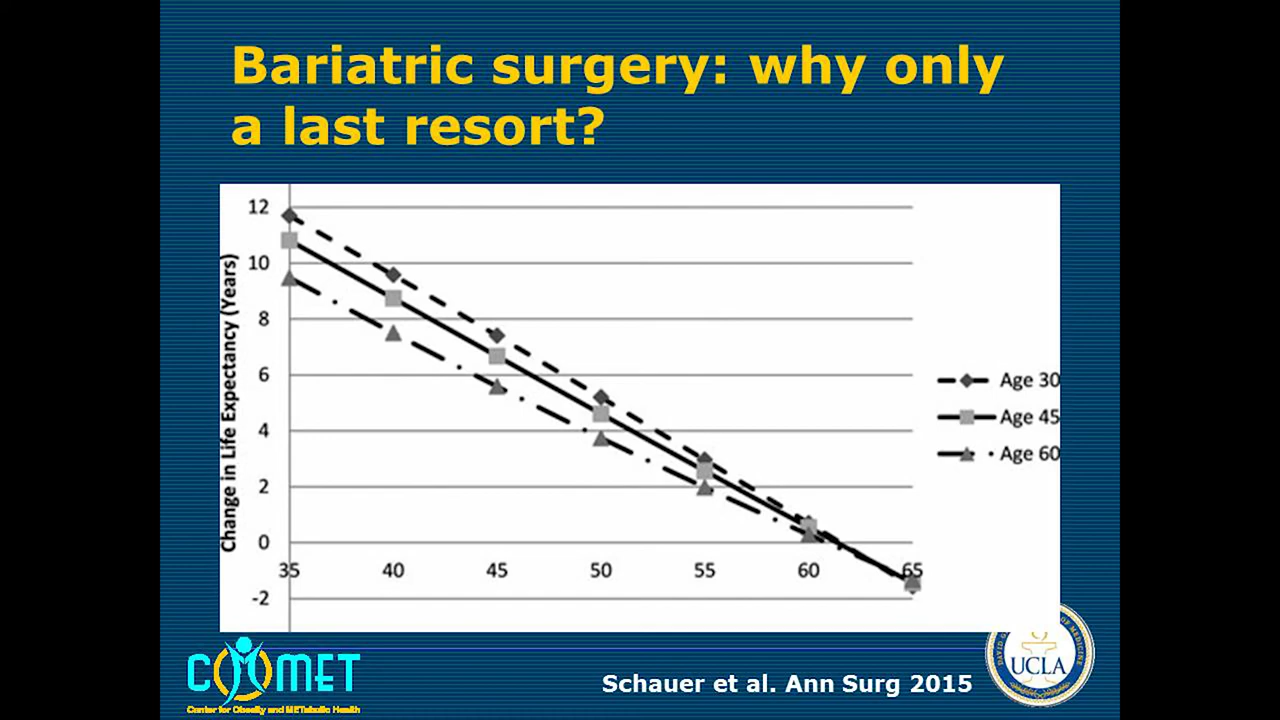 Bariatric surgery: why only
a last resort?
Change in Life Expectancy (Years)
12
10
8
6
4
2
0
-2
35 40 45 50 55 60 65
Age 30
Age 45
Age 60
COMET
Center for Obesity and METabolic Health
Schauer et al. Ann Surg 2015
UCLA